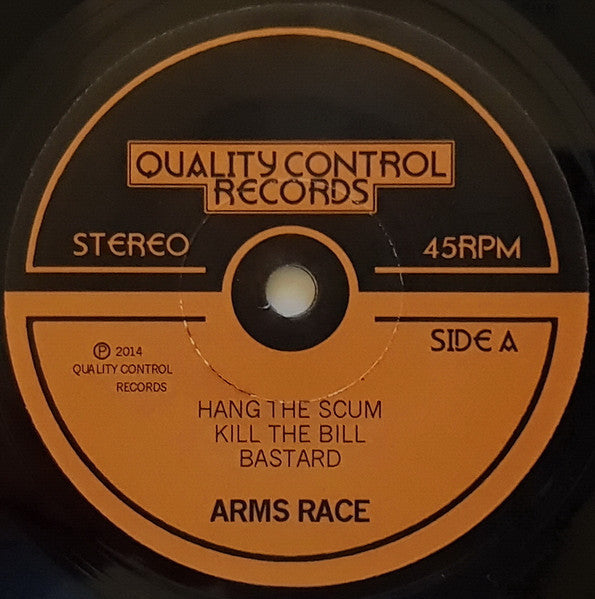 QUALITY CONTROL
RECORDS
STEREO
45RPM
SIDE A
Ⓟ 2014
QUALITY CONTROL
RECORDS
HANG THE SCUM
KILL THE BILL
BASTARD
ARMS RACE